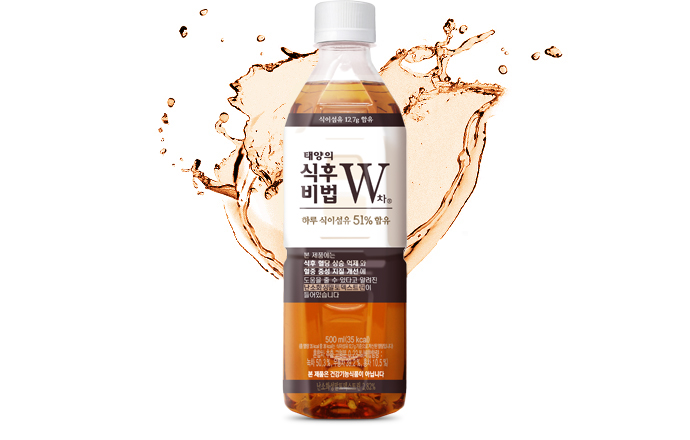 식이섬유 12.7g 함유
태양의
식후
비법 W차
하루 식이섬유 51% 함유
본 제품에는
식후 혈당 상승 억제와
혈중 중성 지질 개선에
도움을 줄 수 있다고 알려진
난소화성말토덱스트린이
들어있습니다
500 ml(35 kcal)
본 제품은 건강기능식품이 아닙니다